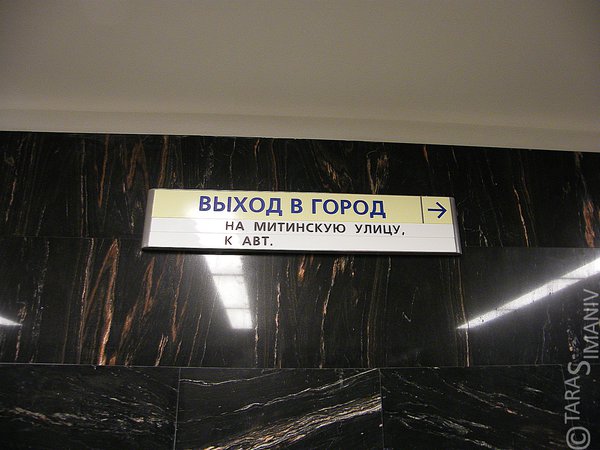 ВЫХОД В ГОРОД →
НА МИТИНСКУЮ УЛИЦУ,
К АВТ.
© TARAS SIMANIV